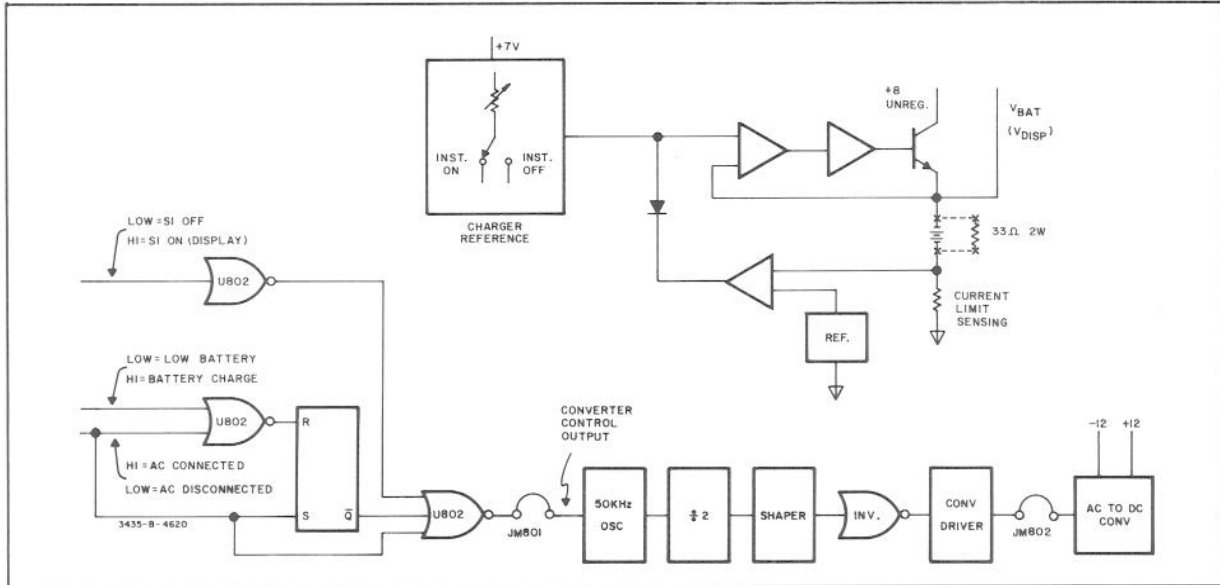 +7V
INST.
ON
INST.
OFF
CHARGER
REFERENCE
+8
UNREG.
VBAT
(VDISP)
33Ω 2W
CURRENT
LIMIT
SENSING
REF.
LOW=SI OFF
HI=SI ON (DISPLAY)
U802
LOW=LOW BATTERY
HI=BATTERY CHARGE
U802
HI=AC CONNECTED
LOW=AC DISCONNECTED
3435-B-4620
R
S
Q̅
U802
JM801
CONVERTER
CONTROL
OUTPUT
50KHz
OSC
÷2
SHAPER
INV.
CONV
DRIVER
JM802
-12
+12
AC TO DC
CONV